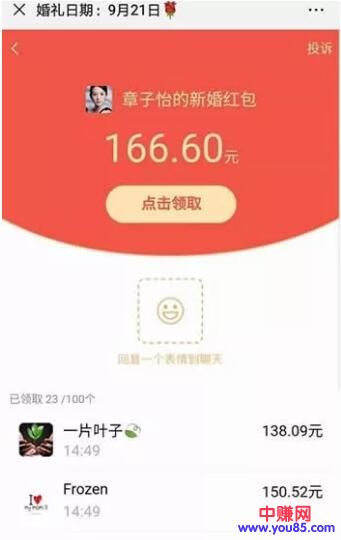 婚礼日期：9月21日🌹
投诉
章子怡的新婚红包
166.60元
点击领取
回复一个表情到聊天
已领取 23 /100个
一片叶子🍃
138.09元
14:49
Frozen
150.52元
14:49
I ♥
my MOM'S
中赚网
www.you85.com